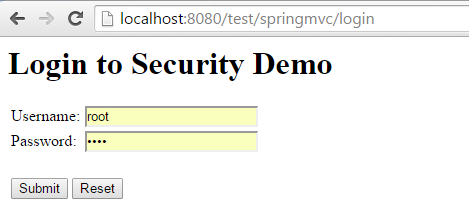 localhost:8080/test/springmvc/login
Login to Security Demo
Username: root
Password: ••••
Submit Reset